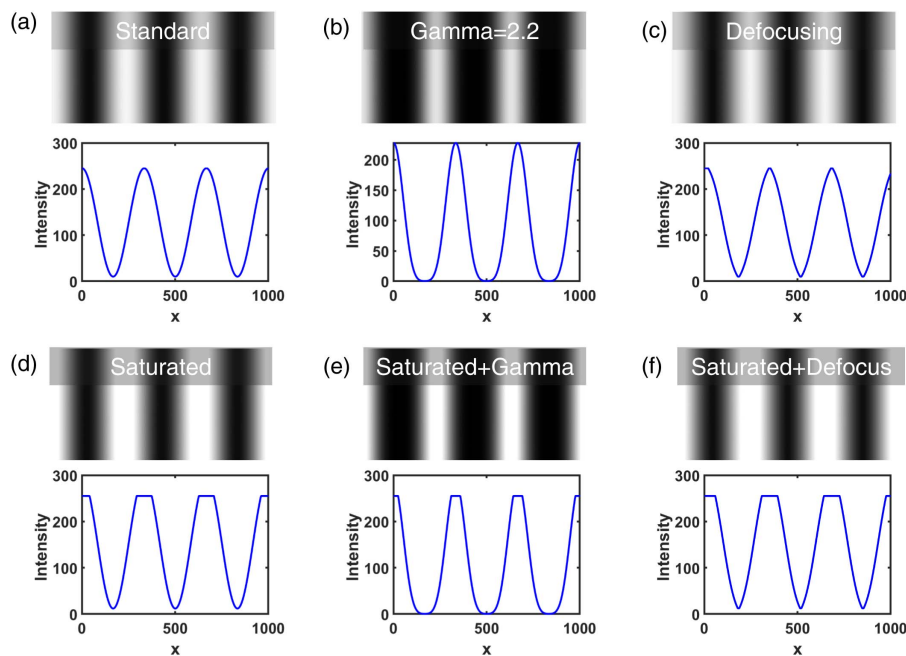 (a)
Standard
(b)
Gamma=2.2
(c)
Defocusing
300
200
100
0
Intensity
0
500
1000
x
200
150
100
50
0
Intensity
0
500
1000
x
300
200
100
0
Intensity
0
500
1000
x
(d)
Saturated
(e)
Saturated+Gamma
(f)
Saturated+Defocus
300
200
100
0
Intensity
0
500
1000
x
300
200
100
0
Intensity
0
500
1000
x
300
200
100
0
Intensity
0
500
1000
x